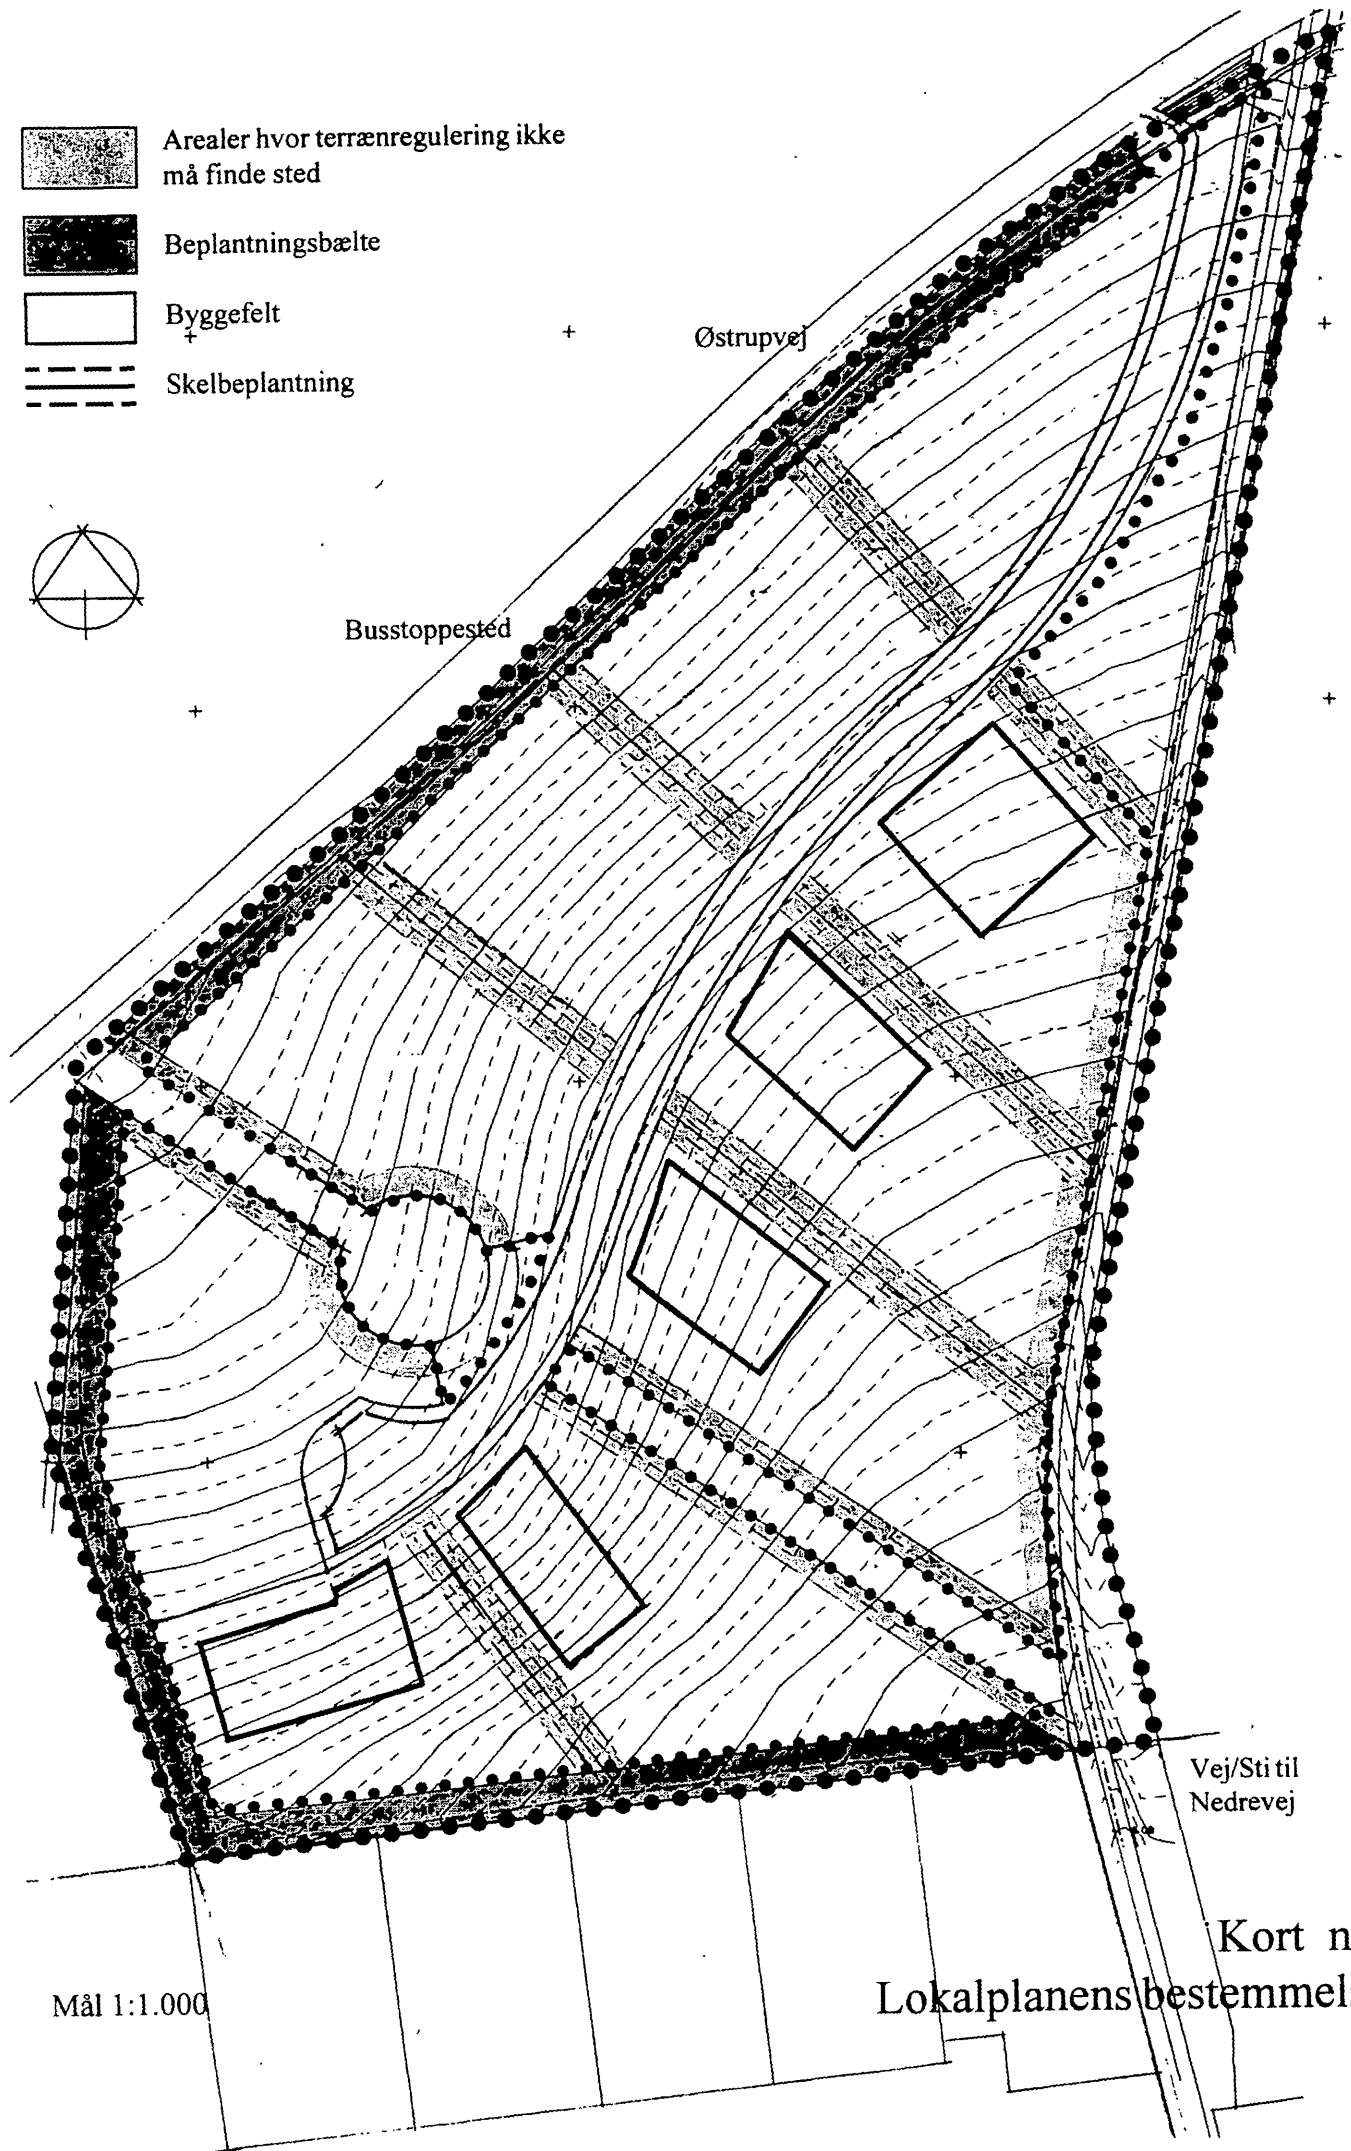 Arealer hvor terrænregulering ikke
må finde sted
Beplantningsbælte
Byggefelt
Skelbeplantning
Østrupvej
Busstoppested
Vej/Sti til
Nedrevej
Kort n
Lokalplanens bestemmel
Mål 1:1.000